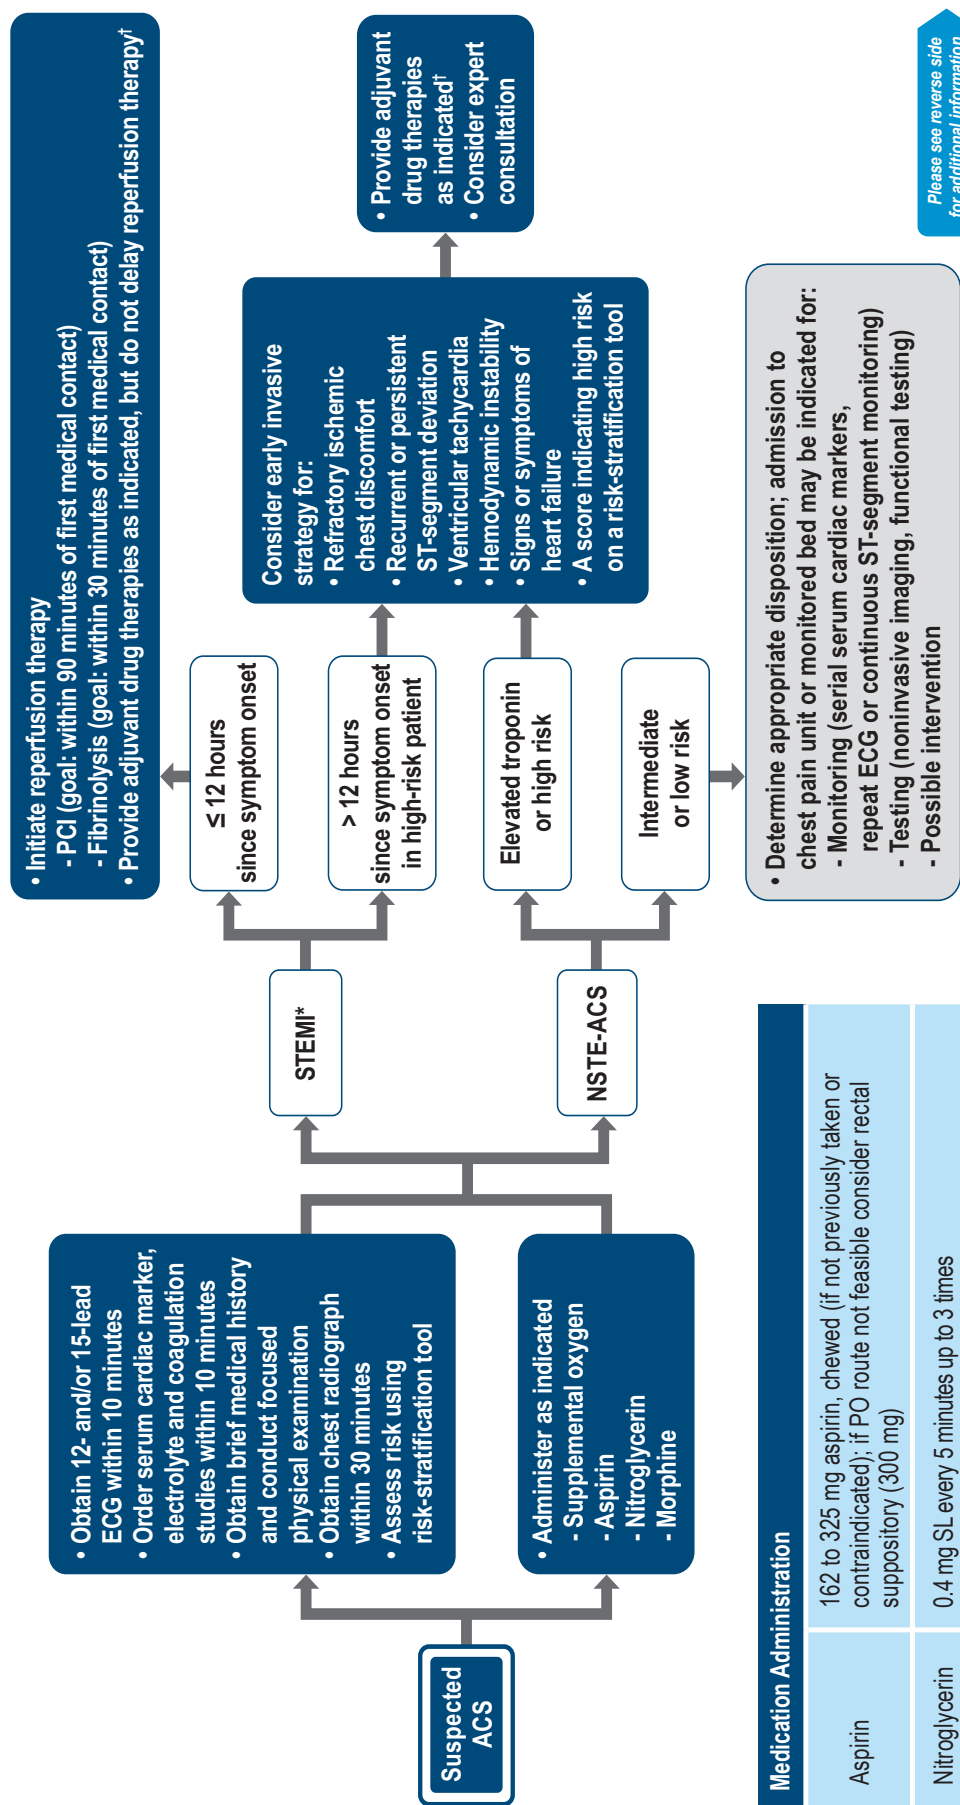 Suspected
ACS
• Obtain 12- and/or 15-lead
ECG within 10 minutes
• Order serum cardiac marker,
electrolyte and coagulation
studies within 10 minutes
• Obtain brief medical history
and conduct focused
physical examination
• Obtain chest radiograph
within 30 minutes
• Assess risk using
risk-stratification tool
• Administer as indicated
- Supplemental oxygen
- Aspirin
- Nitroglycerin
- Morphine
STEMI*
NSTE-ACS
≤ 12 hours
since symptom onset
> 12 hours
since symptom onset
in high-risk patient
Elevated troponin
or high risk
Intermediate
or low risk
• Initiate reperfusion therapy
- PCI (goal: within 90 minutes of first medical contact)
- Fibrinolysis (goal: within 30 minutes of first medical contact)
• Provide adjuvant drug therapies as indicated, but do not delay reperfusion therapy†
Consider early invasive
strategy for:
• Refractory ischemic
chest discomfort
• Recurrent or persistent
ST-segment deviation
• Ventricular tachycardia
• Hemodynamic instability
• Signs or symptoms of
heart failure
• A score indicating high risk
on a risk-stratification tool
• Provide adjuvant
drug therapies
as indicated†
• Consider expert
consultation
• Determine appropriate disposition; admission to
chest pain unit or monitored bed may be indicated for:
- Monitoring (serial serum cardiac markers,
repeat ECG or continuous ST-segment monitoring)
- Testing (noninvasive imaging, functional testing)
- Possible intervention
Medication Administration
Aspirin
162 to 325 mg aspirin, chewed (if not previously taken or
contraindicated); if PO route not feasible consider rectal
suppository (300 mg)
Nitroglycerin
0.4 mg SL every 5 minutes up to 3 times
Please see reverse side
for additional information